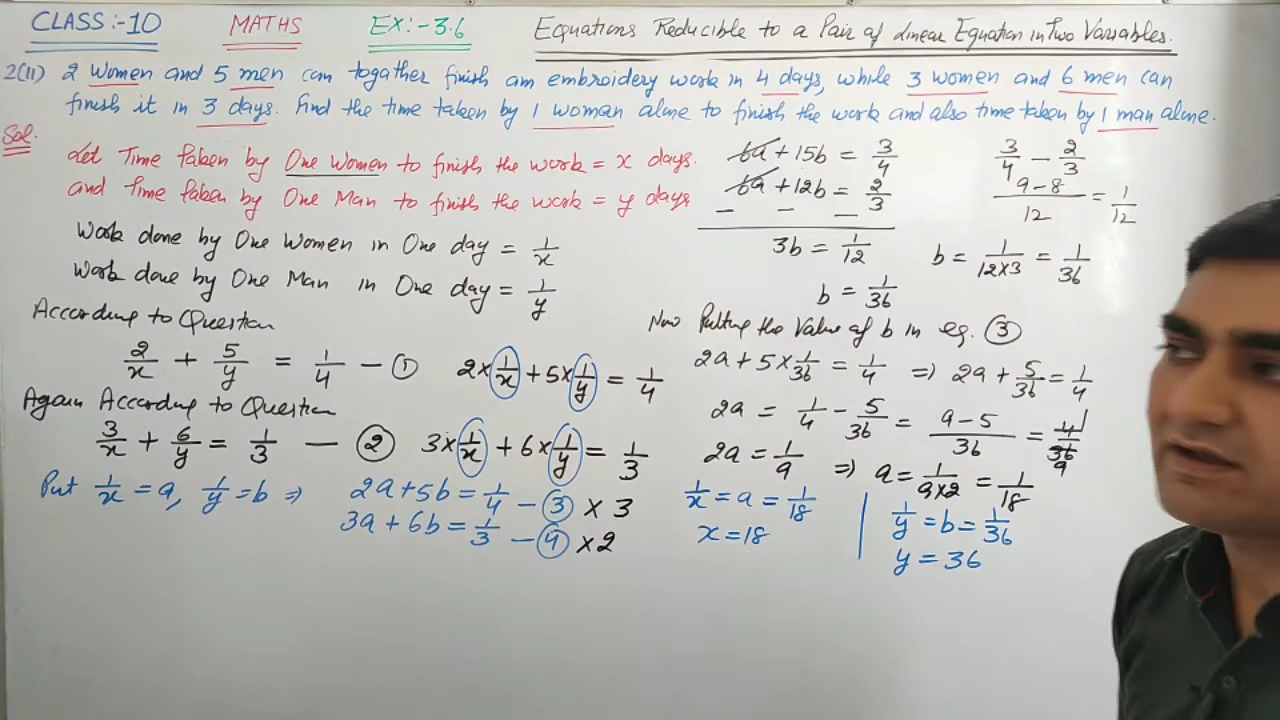 CLASS:-10 MATHS EX:-3.6 Equations Reducible to a Pair of Linear Equation in Two Variables.
2(II) 2 women and 5 men can togather finish am embroidery work in 4 days, while 3 women and 6 men can
finish it in 3 days. Find the time taken by 1 woman alone to finish the work and also time taken by 1 man alone.
Sol.
Let Time taken by One Women to finish the work = x days.
and time taken by One Man to finish the work = y days
Work done by One Women in One day = 1/x
Work done by One Man in One day = 1/y
According to Question
2/x + 5/y = 1/4 — ① 2×1/x + 5×1/y = 1/4
Again According to Question
3/x + 6/y = 1/3 — ② 3×1/x + 6×1/y = 1/3
Put 1/x = a, 1/y = b ⇒ 2a + 5b = 1/4 — ③ × 3
3a + 6b = 1/3 — ④ × 2
6a + 15b = 3/4
6a + 12b = 2/3
– – –
3b = 1/12
b = 1/36
3/4 – 2/3
9-8/12 = 1/12
b = 1/12×3 = 1/36
Now Putting the Value of b in eq. ③
2a + 5×1/36 = 1/4 ⇒ 2a + 5/36 = 1/4
2a = 1/4 – 5/36 = 9-5/36 = 4/36 1 9
2a = 1/9 ⇒ a = 1/9×2 = 1/18
1/x = a = 1/18
x = 18
1/y = b = 1/36
y = 36